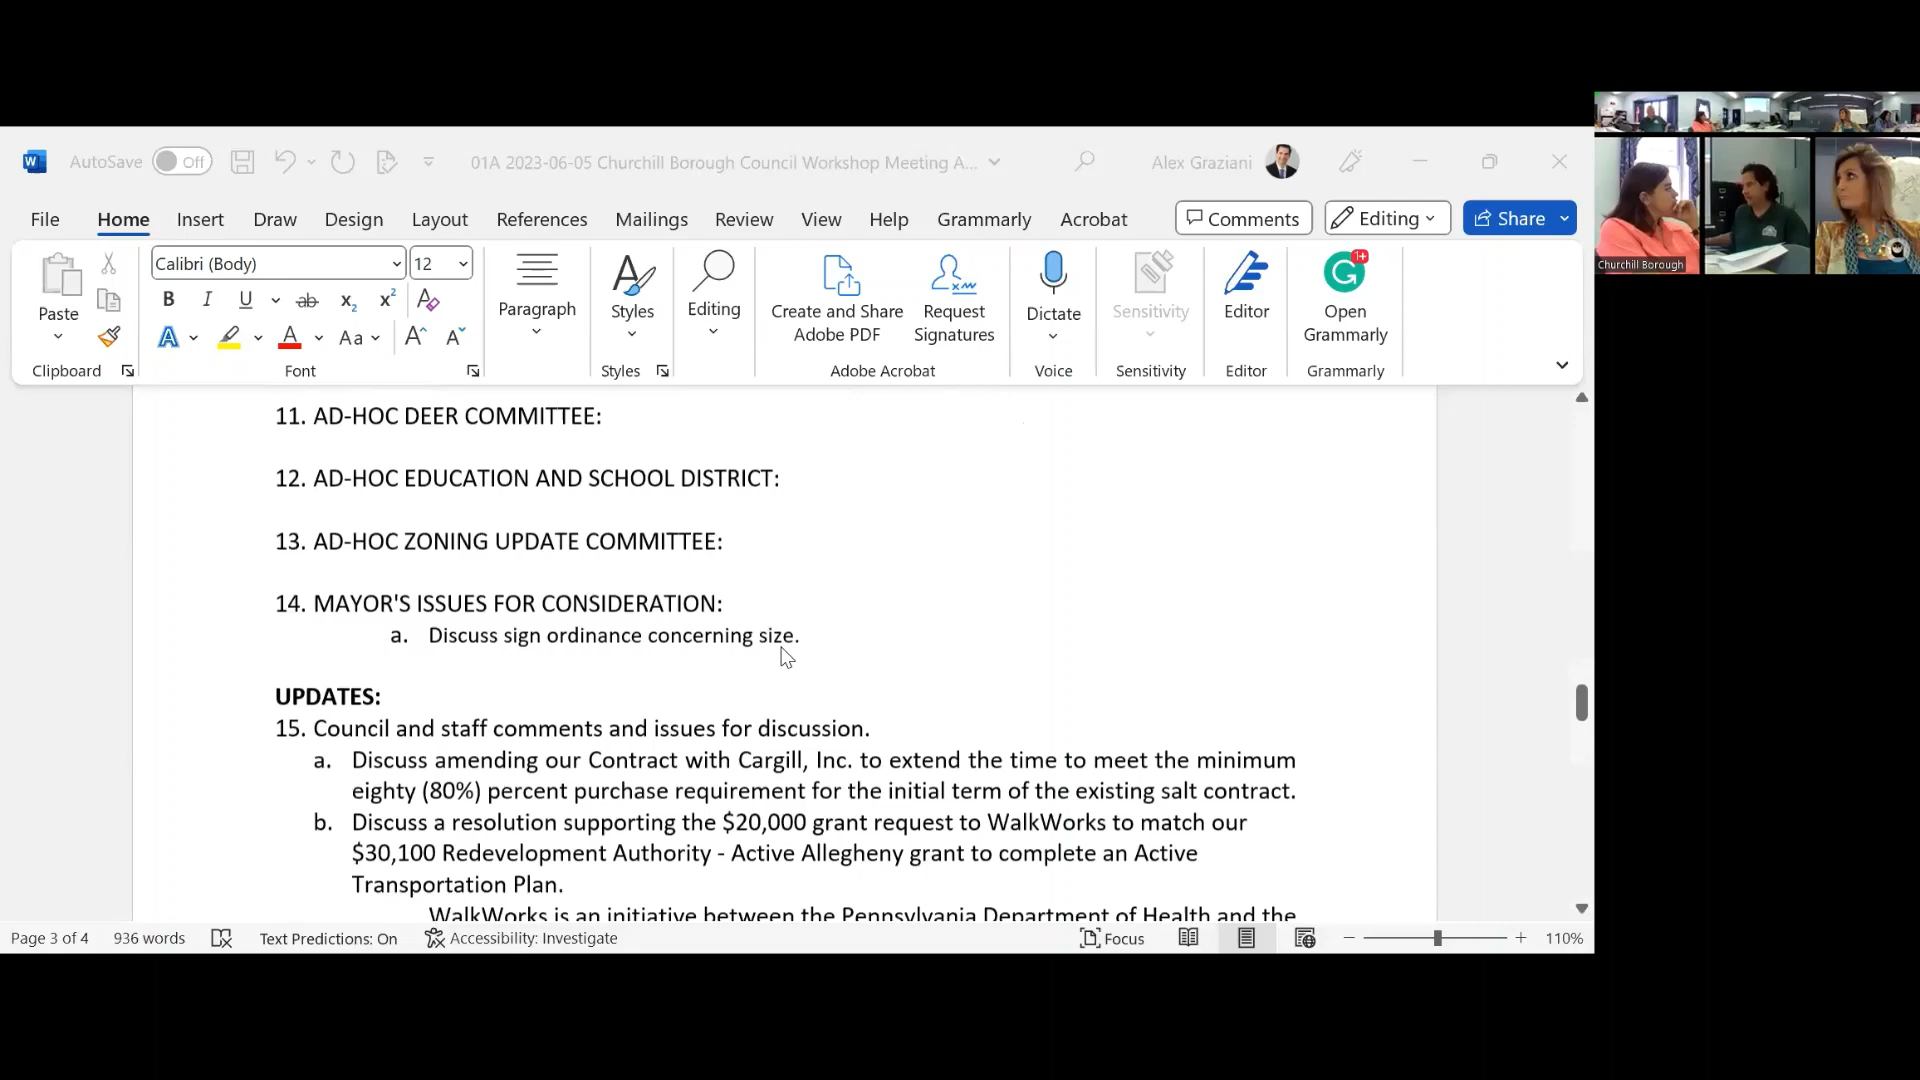 AutoSave Off 01A 2023-06-05 Churchill Borough Council Workshop Meeting A... Alex Graziani
File Home Insert Draw Design Layout References Mailings Review View Help Grammarly Acrobat Comments Editing Share
Calibri (Body) 12
Paste
B I U ab x₂ x² A
A A Aa A A
Paragraph
Styles
Editing
Create and Share
Adobe PDF
Request
Signatures
Dictate
Sensitivity
Editor
1+
Open
Grammarly
Clipboard Font Styles Adobe Acrobat Voice Sensitivity Editor Grammarly
Churchill Borough
11. AD-HOC DEER COMMITTEE:
12. AD-HOC EDUCATION AND SCHOOL DISTRICT:
13. AD-HOC ZONING UPDATE COMMITTEE:
14. MAYOR'S ISSUES FOR CONSIDERATION:
a. Discuss sign ordinance concerning size.
UPDATES:
15. Council and staff comments and issues for discussion.
a. Discuss amending our Contract with Cargill, Inc. to extend the time to meet the minimum
eighty (80%) percent purchase requirement for the initial term of the existing salt contract.
b. Discuss a resolution supporting the $20,000 grant request to WalkWorks to match our
$30,100 Redevelopment Authority - Active Allegheny grant to complete an Active
Transportation Plan.
WalkWorks is an initiative between the Pennsylvania Department of Health and the
Page 3 of 4 936 words Text Predictions: On Accessibility: Investigate Focus 110%